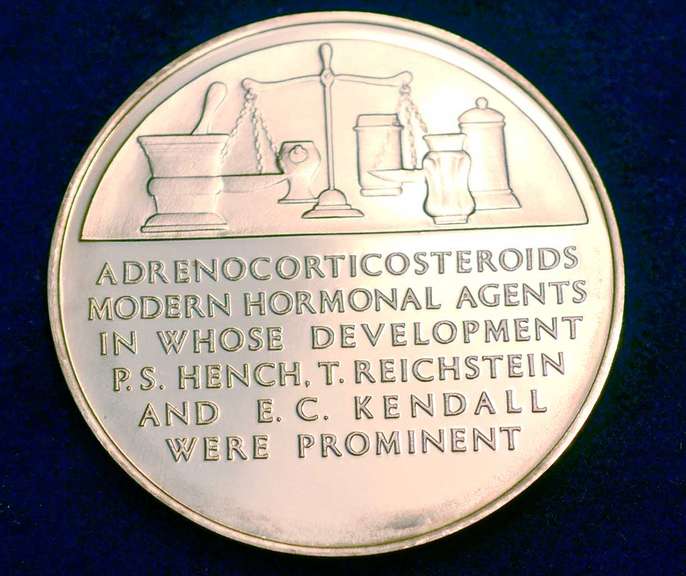 ADRENOCORTICOSTEROIDS
MODERN HORMONAL AGENTS
IN WHOSE DEVELOPMENT
P.S. HENCH, T. REICHSTEIN
AND E. C. KENDALL
WERE PROMINENT